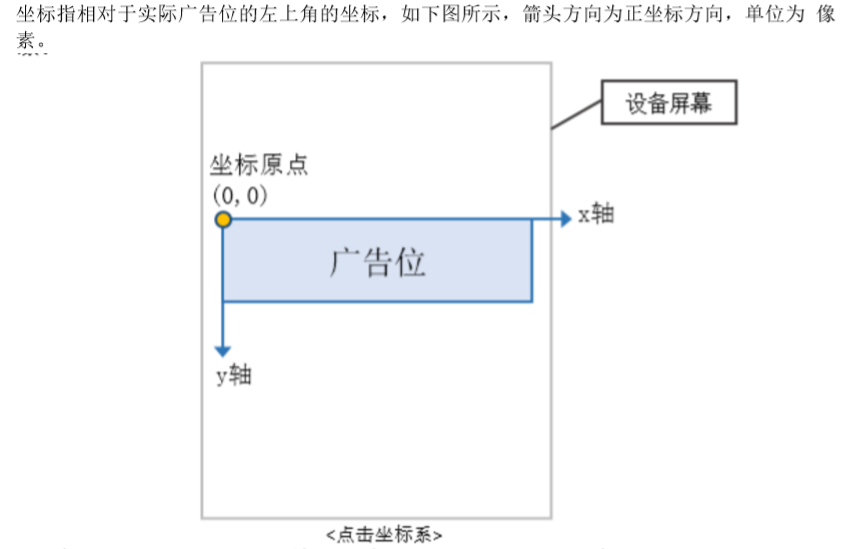 坐标指相对于实际广告位的左上角的坐标，如下图所示，箭头方向为正坐标方向，单位为 像
素。
设备屏幕
坐标原点
(0,0)
x轴
广告位
y轴
<点击坐标系>